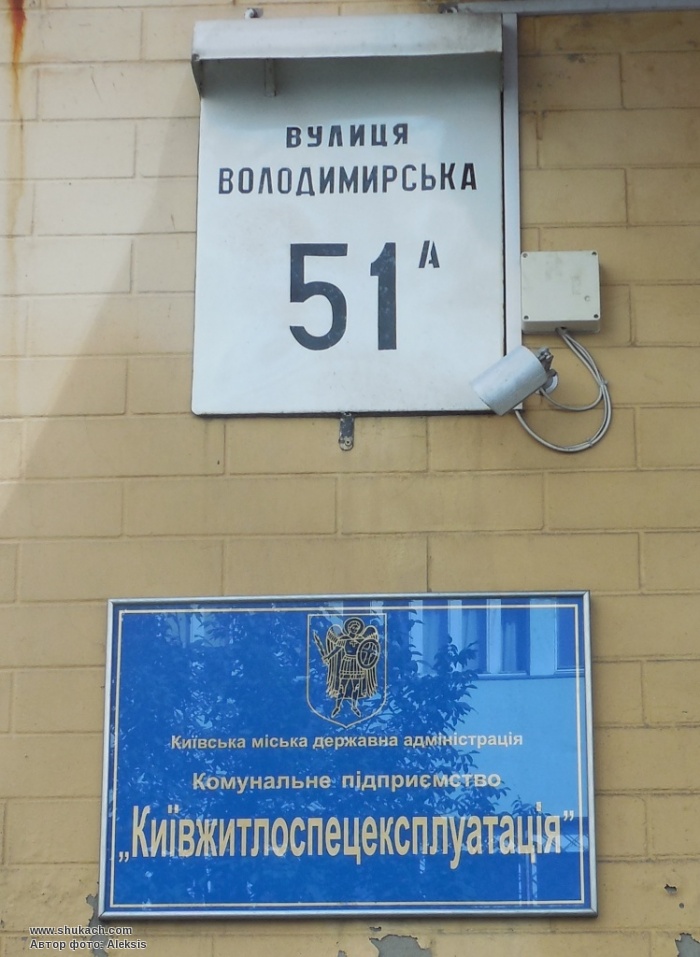 ВУЛИЦЯ
ВОЛОДИМИРСЬКА
51А
Київська міська державна адміністрація
Комунальне підприємство
„Київжитлоспецексплуатація”
www.shukach.com
Автор фото: Aleksis